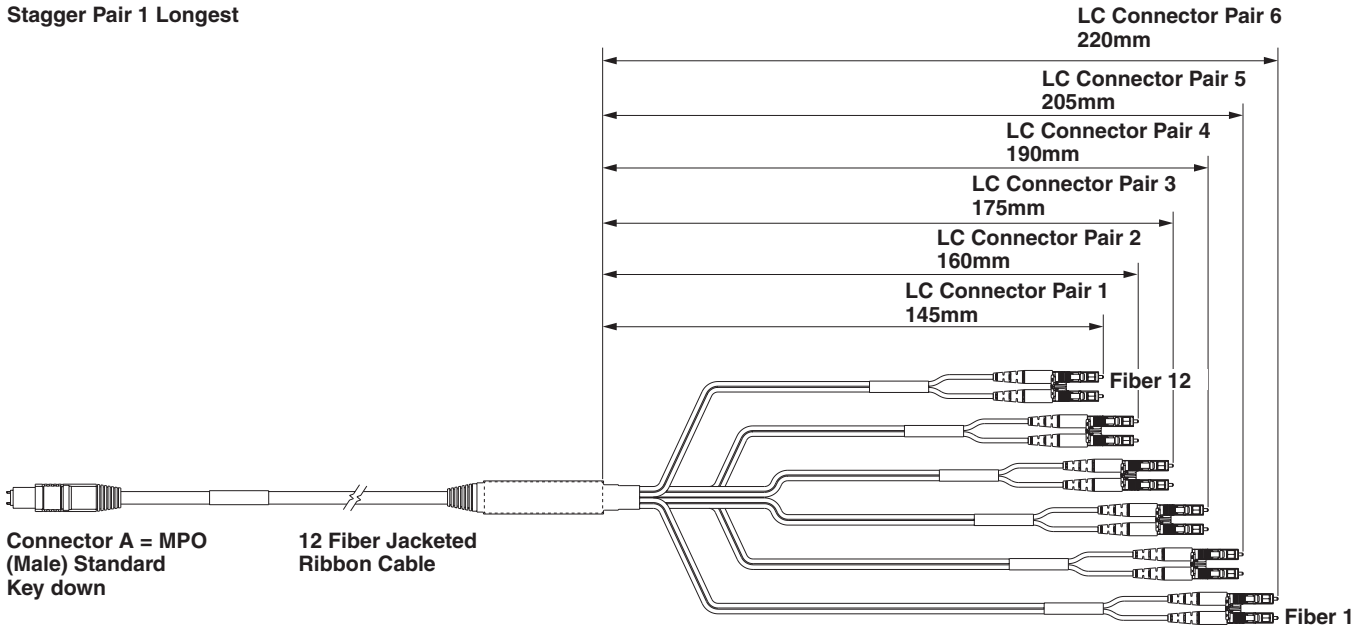 Stagger Pair 1 Longest
LC Connector Pair 6
220mm
LC Connector Pair 5
205mm
LC Connector Pair 4
190mm
LC Connector Pair 3
175mm
LC Connector Pair 2
160mm
LC Connector Pair 1
145mm
Fiber 12
Connector A = MPO
(Male) Standard
Key down
12 Fiber Jacketed
Ribbon Cable
Fiber 1